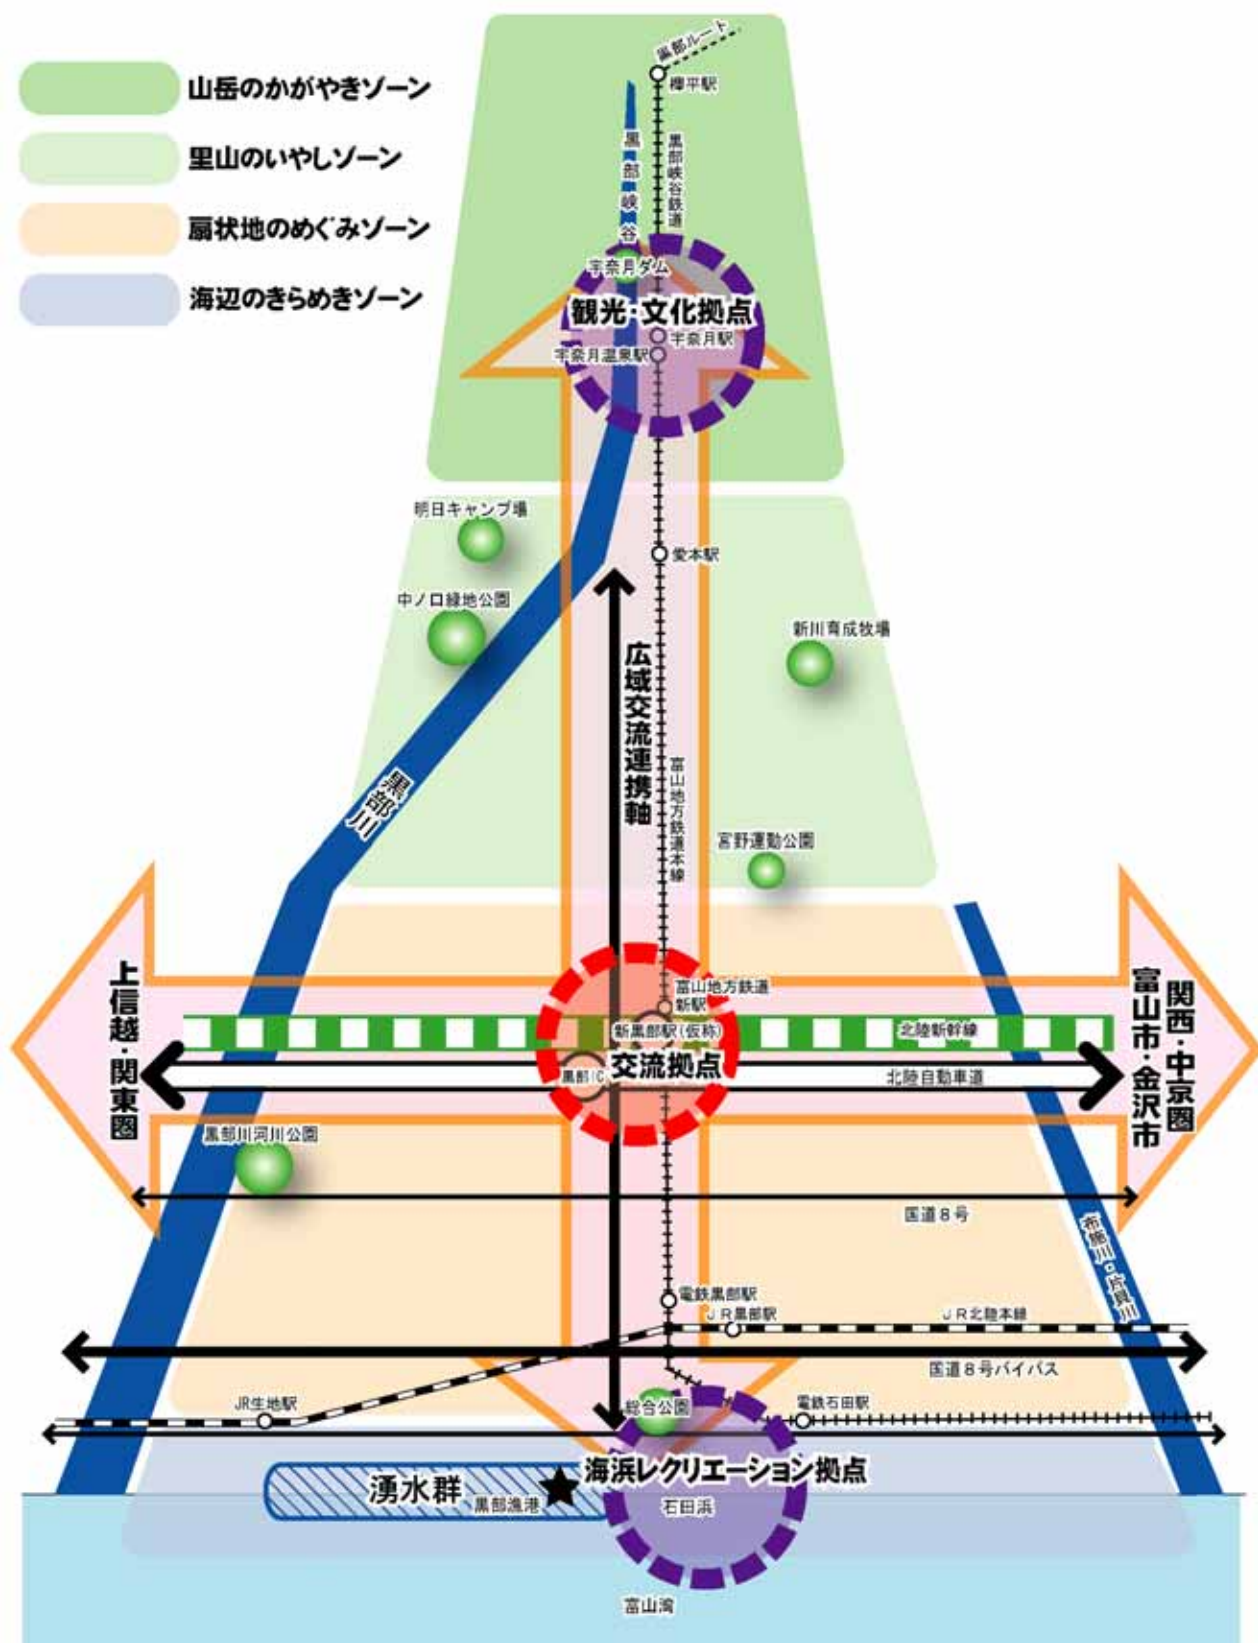 山岳のかがやきゾーン
里山のいやしゾーン
扇状地のめぐみゾーン
海辺のきらめきゾーン
黒部ルート
欅平駅
黒部峡谷
黒部峡谷鉄道
宇奈月ダム
観光・文化拠点
宇奈月駅
宇奈月温泉駅
明日キャンプ場
愛本駅
中ノ口緑地公園
新川育成牧場
広域交流連携軸
富山地方鉄道本線
黒部川
宮野運動公園
上信越・関東圏
関西・中京圏
富山市・金沢市
富山地方鉄道
新駅
新黒部駅(仮称)
北陸新幹線
交流拠点
黒部IC
北陸自動車道
黒部川河川公園
国道8号
布施川・片貝川
電鉄黒部駅
JR黒部駅
JR北陸本線
国道8号バイパス
JR生地駅
総合公園
電鉄石田駅
海浜レクリエーション拠点
湧水群
黒部漁港
石田浜
富山湾